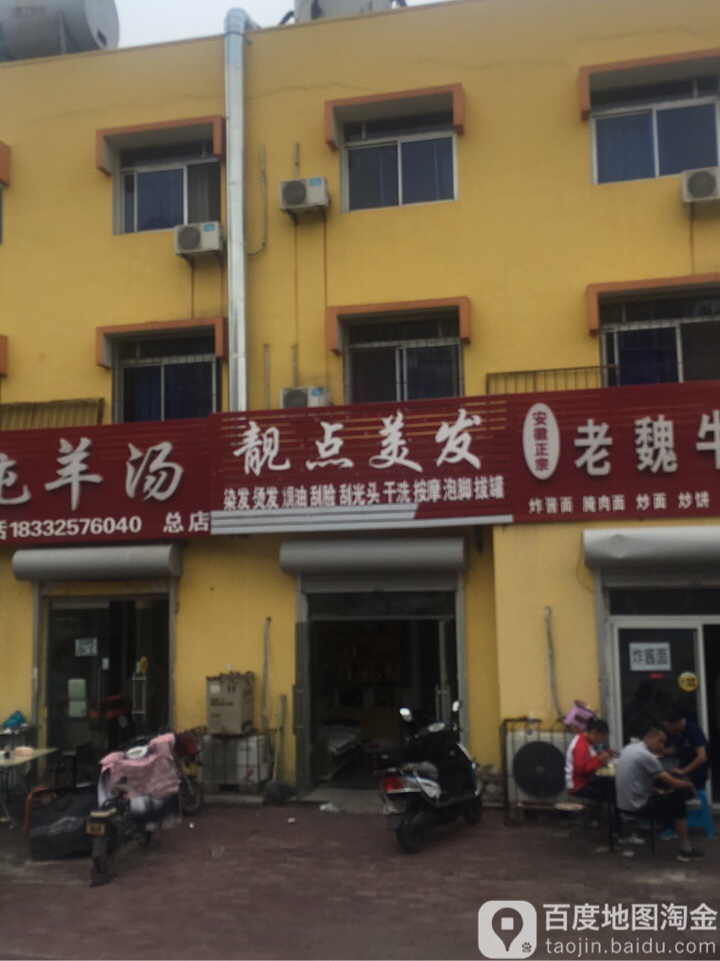 羊汤
18332576040 总店
靓点美发
染发 烫发 焗油 刮脸 刮光头 干洗 按摩 泡脚 拔罐
安徽正宗
老魏牛
炸酱面 腌肉面 炒面 炒饼
炸酱面
百度地图淘金
taojin.baidu.com